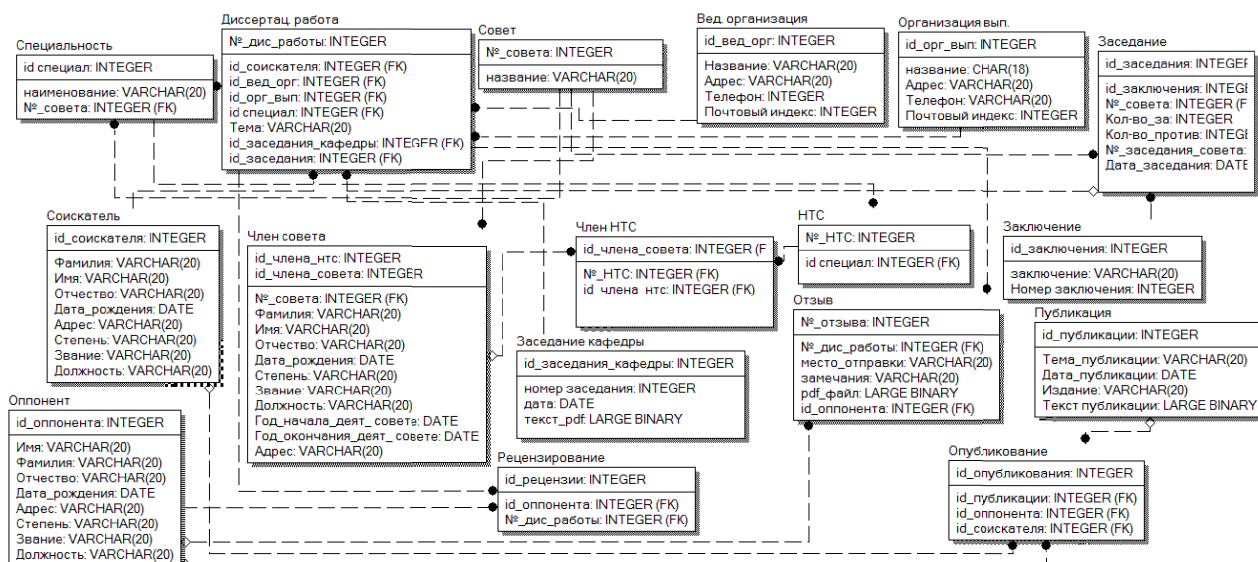 Специальность
id специал: INTEGER
наименование: VARCHAR(20)
№_совета: INTEGER (FK)
Диссертац. работа
№_дис_работы: INTEGER
id_соискателя: INTEGER (FK)
id_вед_орг: INTEGER (FK)
id_орг_вып: INTEGER (FK)
id специал: INTEGER (FK)
Тема: VARCHAR(20)
id_заседания_кафедры: INTEGER (FK)
id_заседания: INTEGER (FK)
Совет
№_совета: INTEGER
название: VARCHAR(20)
Вед. организация
id_вед_орг: INTEGER
Название: VARCHAR(20)
Адрес: VARCHAR(20)
Телефон: INTEGER
Почтовый индекс: INTEGER
Организация вып.
id_орг_вып: INTEGER
название: CHAR(18)
Адрес: VARCHAR(20)
Телефон: VARCHAR(20)
Почтовый индекс: INTEGER
Заседание
id_заседания: INTEGER
id_заключения: INTEG
№_совета: INTEGER (F
Кол-во_за: INTEGER
Кол-во_против: INTEG
№_заседания_совета:
Дата_заседания: DATE
Соискатель
id_соискателя: INTEGER
Фамилия: VARCHAR(20)
Имя: VARCHAR(20)
Отчество: VARCHAR(20)
Дата_рождения: DATE
Адрес: VARCHAR(20)
Степень: VARCHAR(20)
Звание: VARCHAR(20)
Должность: VARCHAR(20)
Член совета
id_члена_нтс: INTEGER
id_члена_совета: INTEGER
№_совета: INTEGER (FK)
Фамилия: VARCHAR(20)
Имя: VARCHAR(20)
Отчество: VARCHAR(20)
Дата_рождения: DATE
Степень: VARCHAR(20)
Звание: VARCHAR(20)
Должность: VARCHAR(20)
Год_начала_деят_ совете: DATE
Год_окончания_деят_ совете: DATE
Адрес: VARCHAR(20)
Член НТС
id_члена_совета: INTEGER (F
№_НТС: INTEGER (FK)
id_члена_нтс: INTEGER (FK)
НТС
№_НТС: INTEGER
id специал: INTEGER (FK)
Заключение
id_заключения: INTEGER
заключение: VARCHAR(20)
Номер заключения: INTEGER
Отзыв
№_отзыва: INTEGER
№_дис_работы: INTEGER (FK)
место_отправки: VARCHAR(20)
замечания: VARCHAR(20)
pdf_файл: LARGE BINARY
id_оппонента: INTEGER (FK)
Публикация
id_публикации: INTEGER
Тема_публикации: VARCHAR(20)
Дата_публикации: DATE
Издание: VARCHAR(20)
Текст публикации: LARGE BINARY
Заседание кафедры
id_заседания_кафедры: INTEGER
номер заседания: INTEGER
дата: DATE
текст_pdf: LARGE BINARY
Оппонент
id_оппонента: INTEGER
Имя: VARCHAR(20)
Фамилия: VARCHAR(20)
Отчество: VARCHAR(20)
Дата_рождения: DATE
Адрес: VARCHAR(20)
Степень: VARCHAR(20)
Звание: VARCHAR(20)
Должность: VARCHAR(20)
Рецензирование
id_рецензии: INTEGER
id_оппонента: INTEGER (FK)
№_дис_работы: INTEGER (FK)
Опубликование
id_опубликования: INTEGER
id_публикации: INTEGER (FK)
id_оппонента: INTEGER (FK)
id_соискателя: INTEGER (FK)